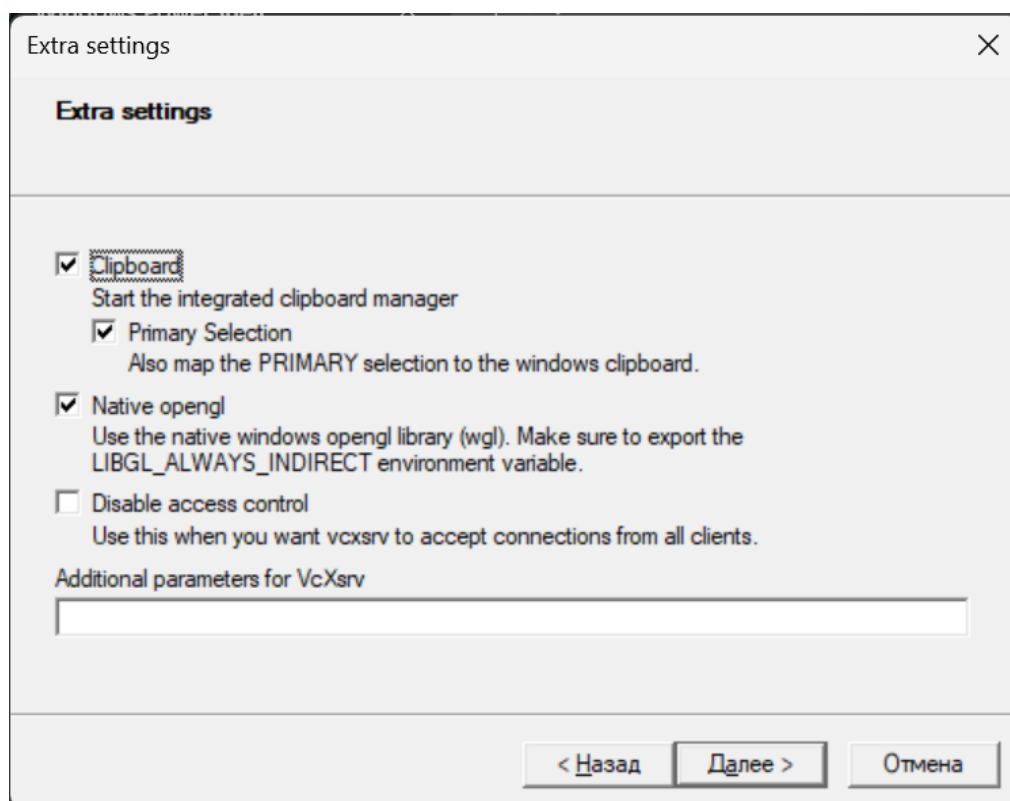 Extra settings
Extra settings
Clipboard
Start the integrated clipboard manager
Primary Selection
Also map the PRIMARY selection to the windows clipboard.
Native opengl
Use the native windows opengl library (wgl). Make sure to export the
LIBGL_ALWAYS_INDIRECT environment variable.
Disable access control
Use this when you want vcxsrv to accept connections from all clients.
Additional parameters for VcXsrv
< Назад
Далее >
Отмена